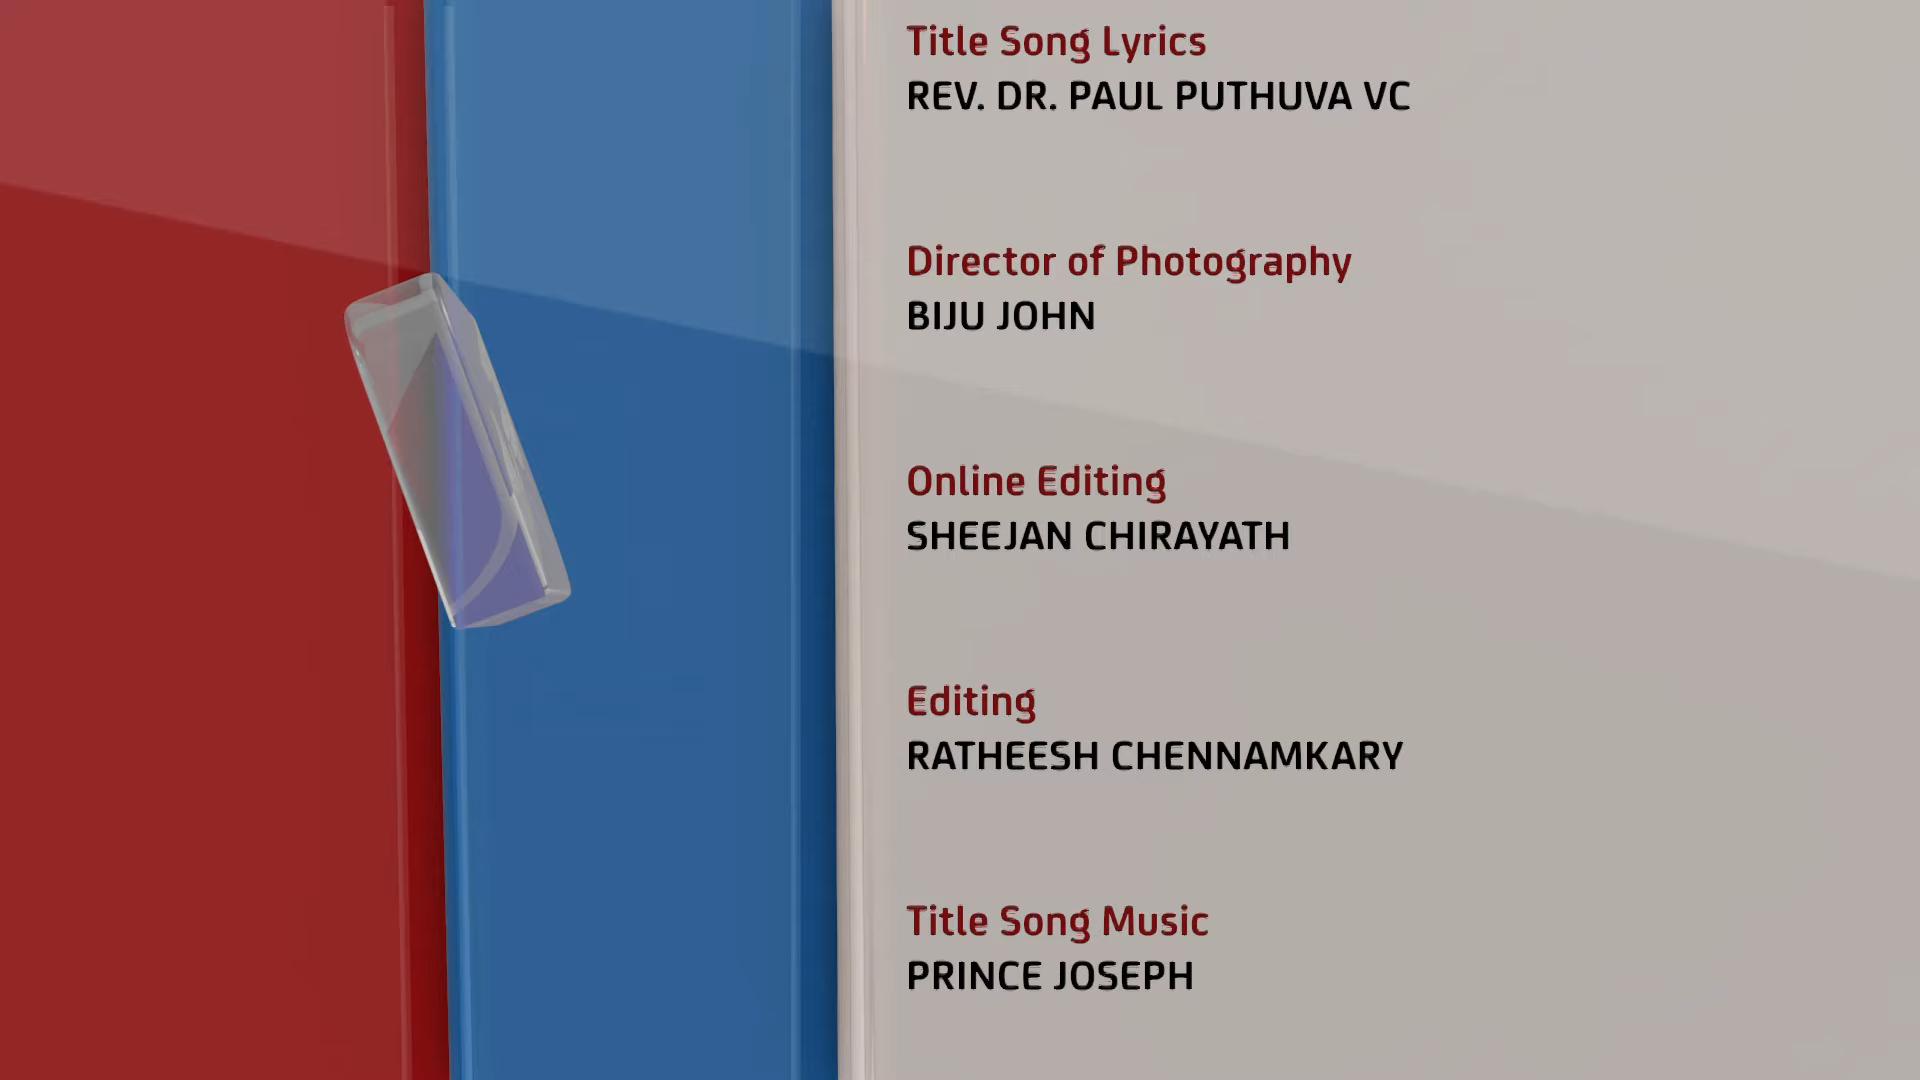 Title Song Lyrics
REV. DR. PAUL PUTHUVA VC
Director of Photography
BIJU JOHN
Online Editing
SHEEJAN CHIRAYATH
Editing
RATHEESH CHENNAMKARY
Title Song Music
PRINCE JOSEPH